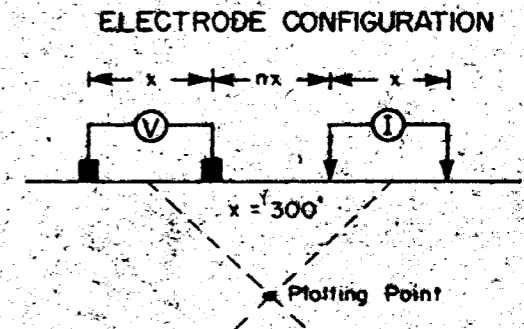 ELECTRODE CONFIGURATION
x nx x
V I
x = 300'
Plotting Point